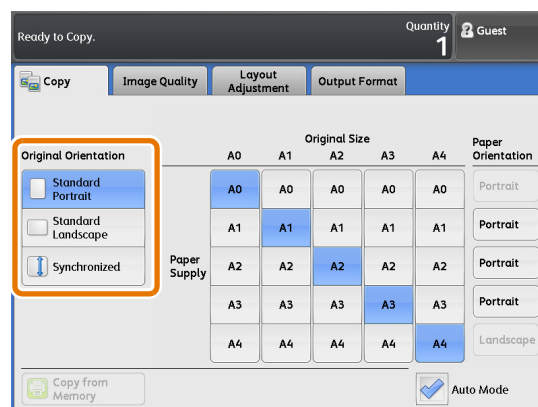 Quantity
Ready to Copy.
1
Guest
Copy
Image Quality
Layout
Adjustment
Output Format
Original Size
Paper
Orientation
Original Orientation
A0 A1 A2 A3 A4
Standard
Portrait
A0 A0 A0 A0 A0
Portrait
Standard
Landscape
A1 A1 A1 A1 A1
Portrait
Synchronized
Paper
Supply
A2 A2 A2 A2 A2
Portrait
A3 A3 A3 A3 A3
Portrait
A4 A4 A4 A4 A4
Landscape
Copy from
Memory
Auto Mode